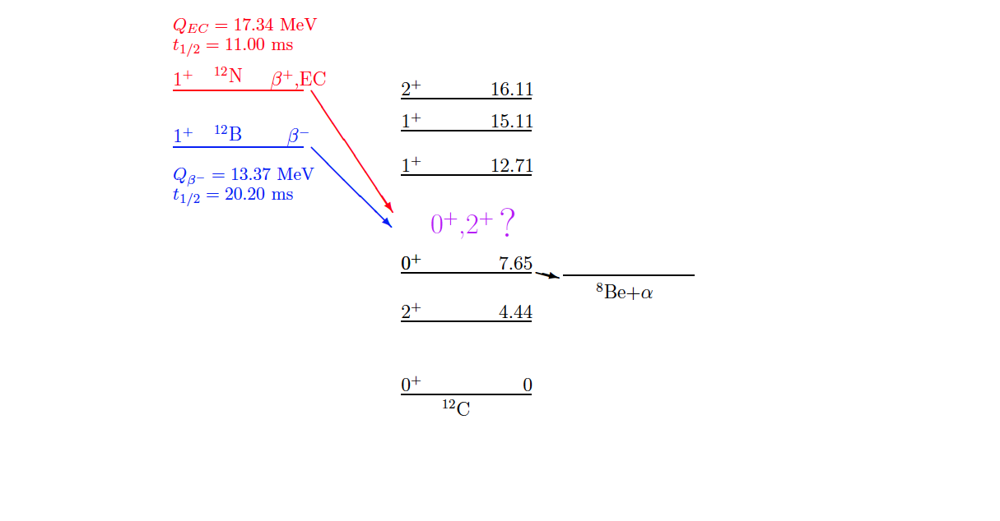 Q_EC = 17.34 MeV
t_1/2 = 11.00 ms
1⁺ ¹²N β⁺,EC
2⁺ 16.11
1⁺ 15.11
1⁺ ¹²B β⁻
1⁺ 12.71
Q_β⁻ = 13.37 MeV
t_1/2 = 20.20 ms
0⁺,2⁺ ?
0⁺ 7.65
⁸Be+α
2⁺ 4.44
0⁺ 0
¹²C